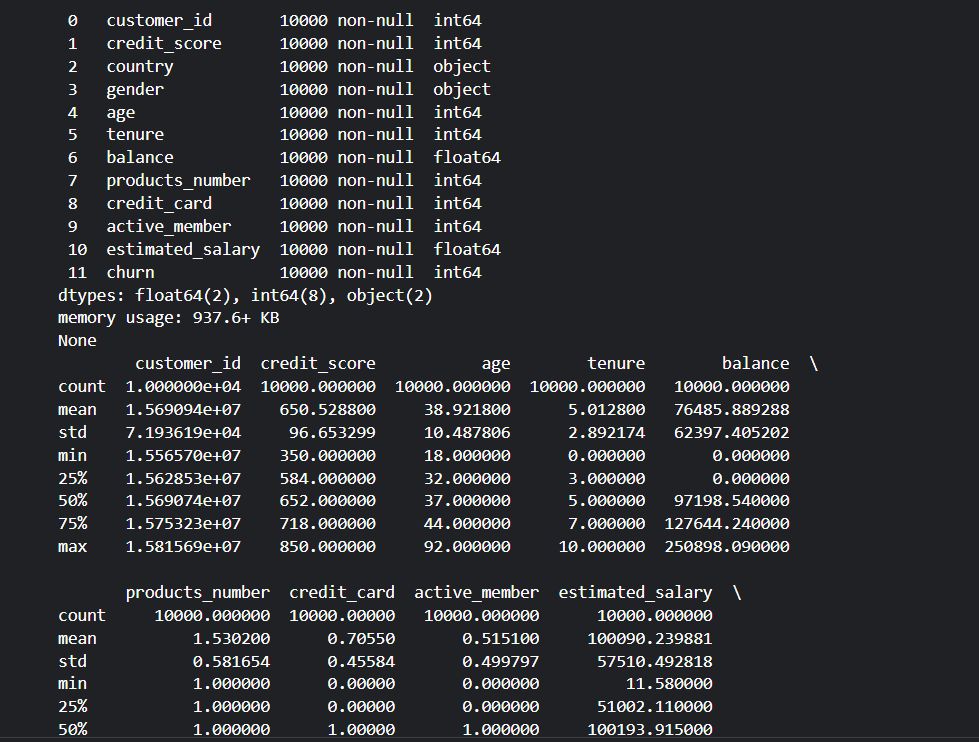 0 customer_id 10000 non-null int64
1 credit_score 10000 non-null int64
2 country 10000 non-null object
3 gender 10000 non-null object
4 age 10000 non-null int64
5 tenure 10000 non-null int64
6 balance 10000 non-null float64
7 products_number 10000 non-null int64
8 credit_card 10000 non-null int64
9 active_member 10000 non-null int64
10 estimated_salary 10000 non-null float64
11 churn 10000 non-null int64
dtypes: float64(2), int64(8), object(2)
memory usage: 937.6+ KB
None
customer_id credit_score age tenure balance \
count 1.000000e+04 10000.000000 10000.000000 10000.000000 10000.000000
mean 1.569094e+07 650.528800 38.921800 5.012800 76485.889288
std 7.193619e+04 96.653299 10.487806 2.892174 62397.405202
min 1.556570e+07 350.000000 18.000000 0.000000 0.000000
25% 1.562853e+07 584.000000 32.000000 3.000000 0.000000
50% 1.569074e+07 652.000000 37.000000 5.000000 97198.540000
75% 1.575323e+07 718.000000 44.000000 7.000000 127644.240000
max 1.581569e+07 850.000000 92.000000 10.000000 250898.090000
products_number credit_card active_member estimated_salary \
count 10000.000000 10000.00000 10000.000000 10000.000000
mean 1.530200 0.70550 0.515100 100090.239881
std 0.581654 0.45584 0.499797 57510.492818
min 1.000000 0.00000 0.000000 11.580000
25% 1.000000 0.00000 0.000000 51002.110000
50% 1.000000 1.00000 1.000000 100193.915000